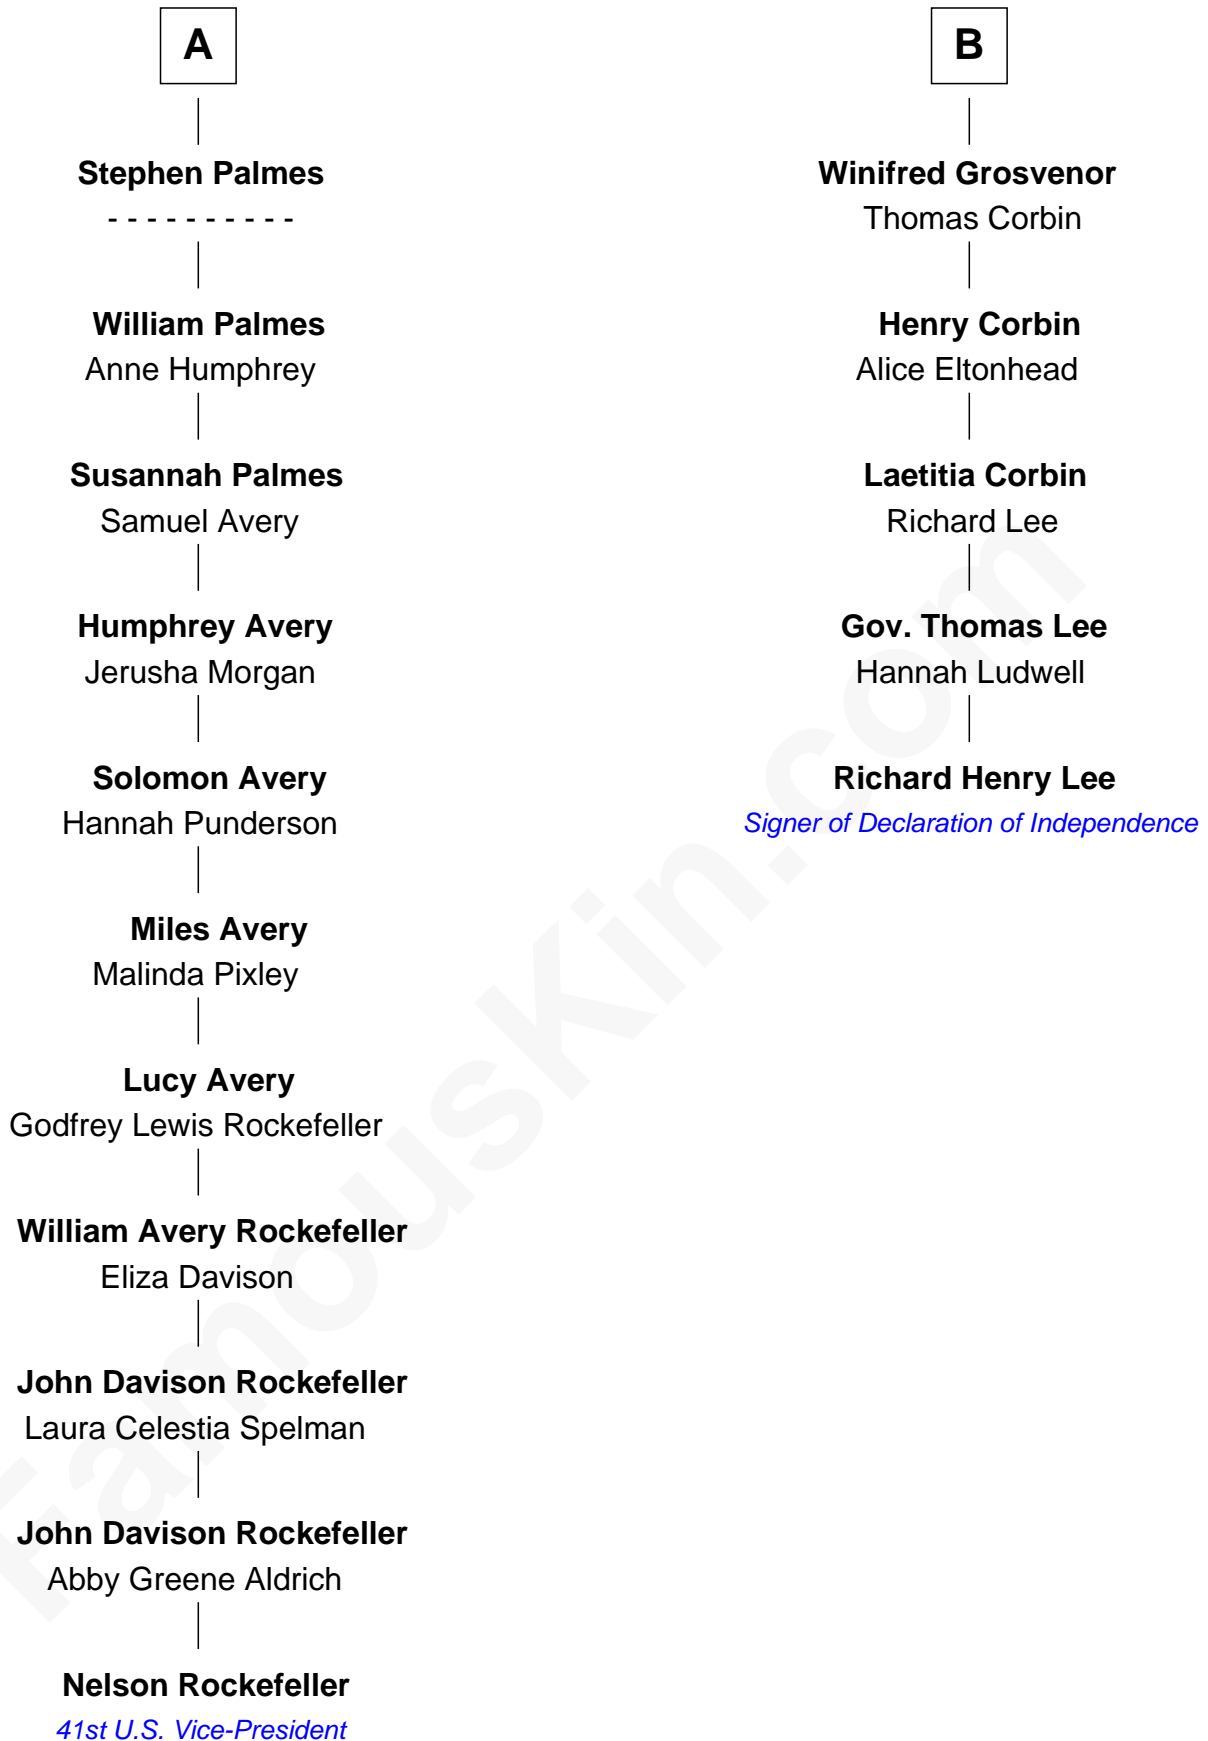 A
Stephen Palmes
- - - - - - - - - -
William Palmes
Anne Humphrey
Susannah Palmes
Samuel Avery
Humphrey Avery
Jerusha Morgan
Solomon Avery
Hannah Punderson
Miles Avery
Malinda Pixley
Lucy Avery
Godfrey Lewis Rockefeller
William Avery Rockefeller
Eliza Davison
John Davison Rockefeller
Laura Celestia Spelman
John Davison Rockefeller
Abby Greene Aldrich
Nelson Rockefeller
41st U.S. Vice-President
B
Winifred Grosvenor
Thomas Corbin
Henry Corbin
Alice Eltonhead
Laetitia Corbin
Richard Lee
Gov. Thomas Lee
Hannah Ludwell
Richard Henry Lee
Signer of Declaration of Independence
FamousKin.com